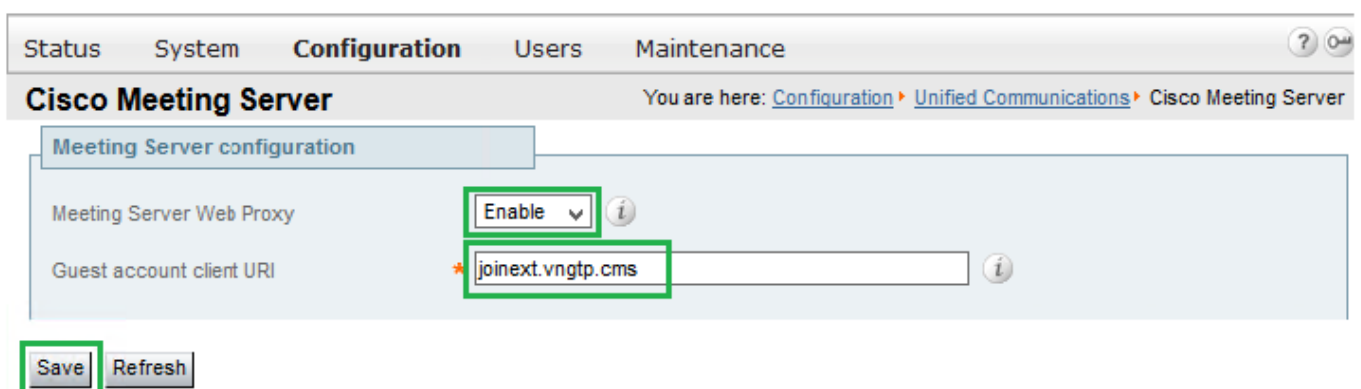 Status System Configuration Users Maintenance ?
Cisco Meeting Server You are here: Configuration Unified Communications Cisco Meeting Server
Meeting Server configuration
Meeting Server Web Proxy Enable i
Guest account client URI * joinext.vngtp.cms i
Save Refresh